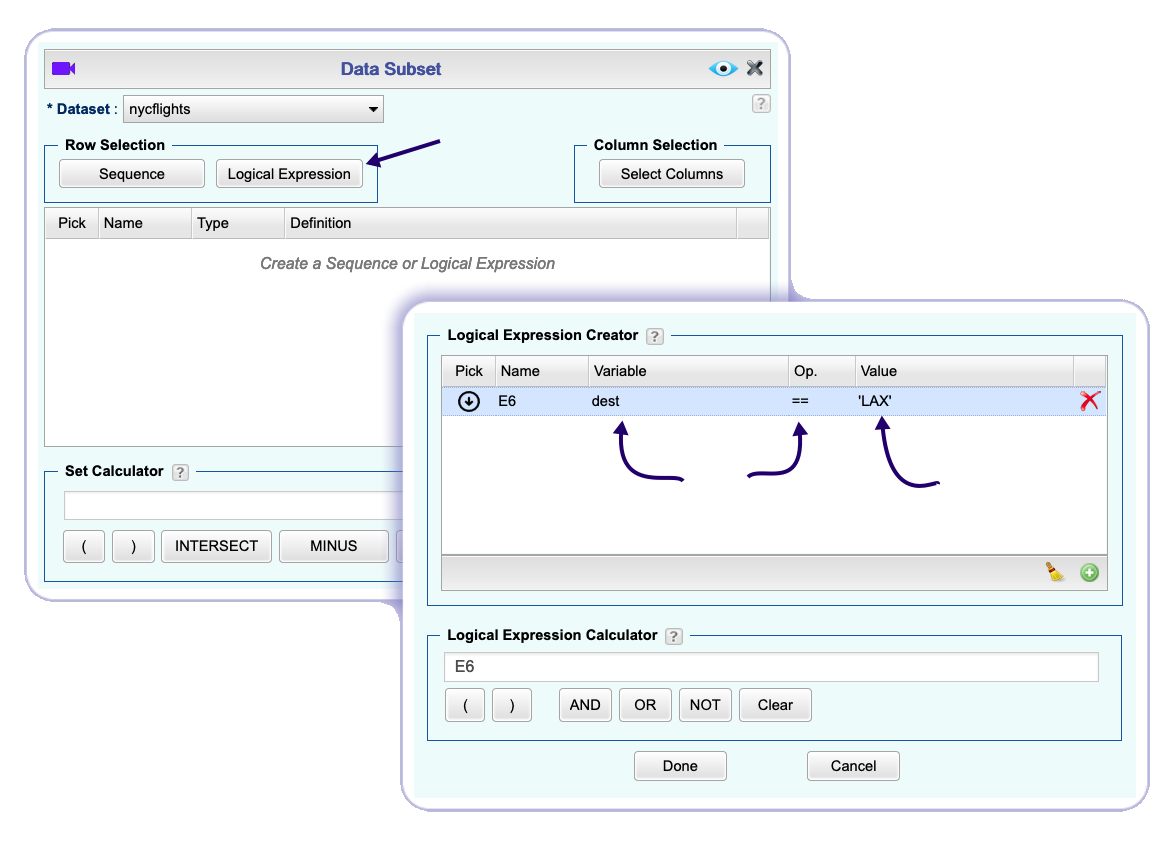 Data Subset
* Dataset : nycflights
?
Row Selection
Column Selection
Sequence
Logical Expression
Select Columns
Pick Name Type Definition
Create a Sequence or Logical Expression
Set Calculator ?
( ) INTERSECT MINUS
Logical Expression Creator ?
Pick Name Variable Op. Value
E6 dest == 'LAX'
Logical Expression Calculator ?
E6
( ) AND OR NOT Clear
Done Cancel